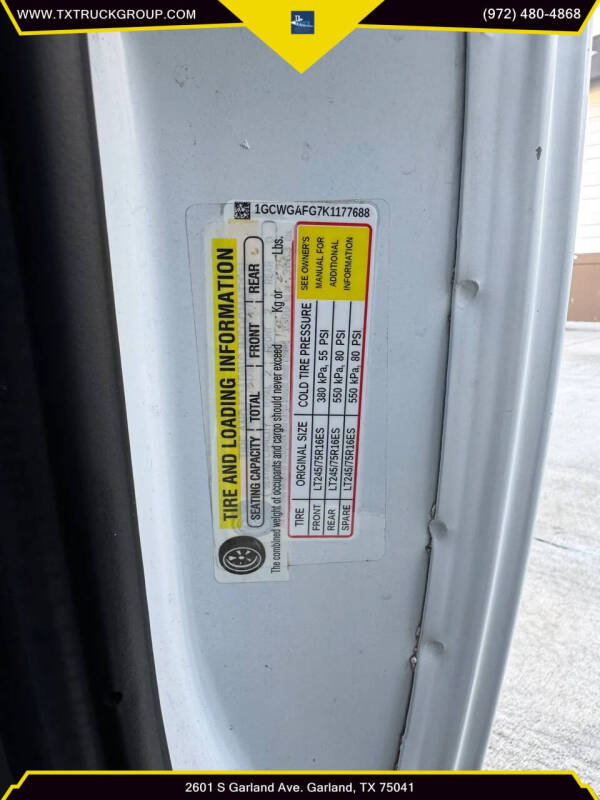 WWW.TXTRUCKGROUP.COM
(972) 480-4868
1GCWGAFG7K1177688
TIRE AND LOADING INFORMATION
SEATING CAPACITY TOTAL FRONT REAR
The combined weight of occupants and cargo should never exceed Kg or Lbs.
TIRE ORIGINAL SIZE COLD TIRE PRESSURE
FRONT LT245/75R16ES 380 kPa, 55 PSI
REAR LT245/75R16ES 550 kPa, 80 PSI
SPARE LT245/75R16ES 550 kPa, 80 PSI
SEE OWNER'S
MANUAL FOR
ADDITIONAL
INFORMATION
2601 S Garland Ave. Garland, TX 75041